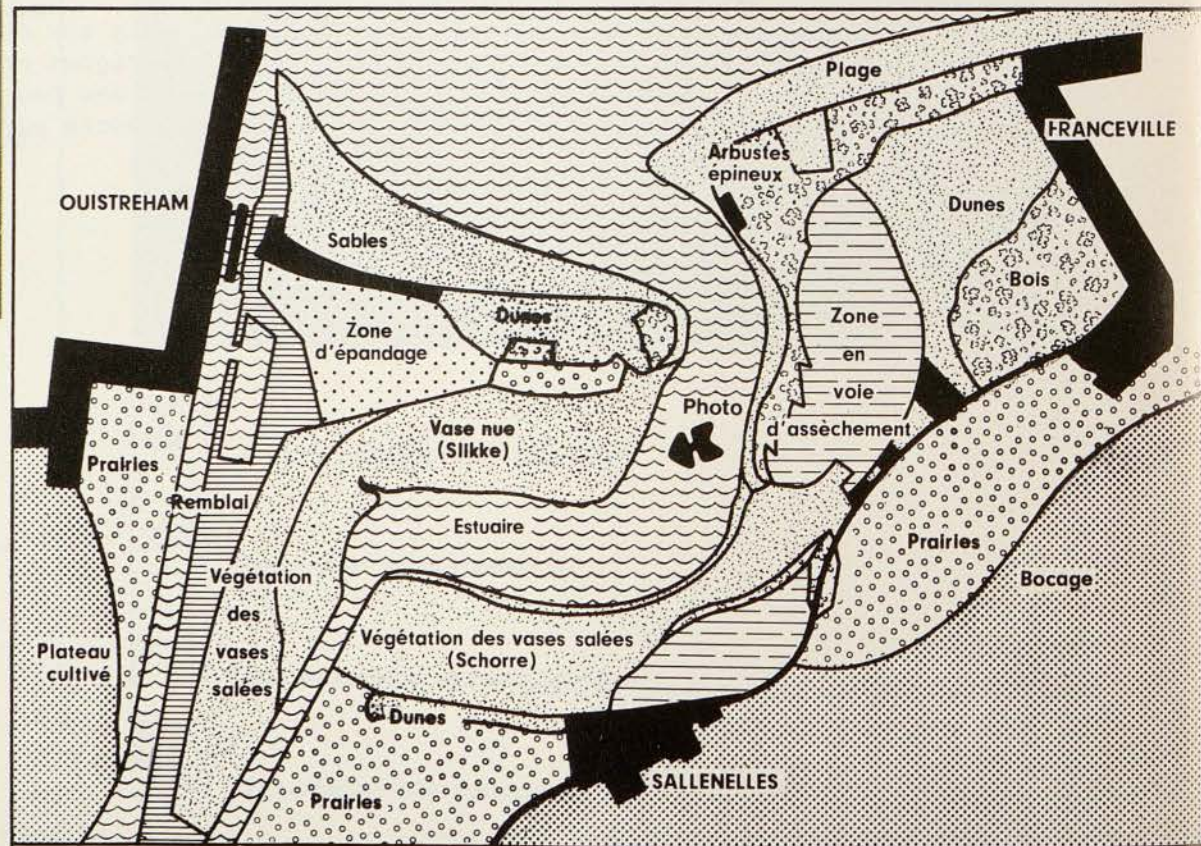 Plage
FRANCEVILLE
Arbustes
epineux
OUISTREHAM
Dunes
Sables
Bois
Dunes
Zone
d'épandage
Zone
en
voie
d'assèchement
Photo
Vase nue
(Slikke)
Prairies
Remblai
Estuaire
Prairies
Bocage
Végétation
des
vases
salées
Végétation des vases salées
(Schorre)
Plateau
cultivé
Dunes
SALLENELLES
Prairies